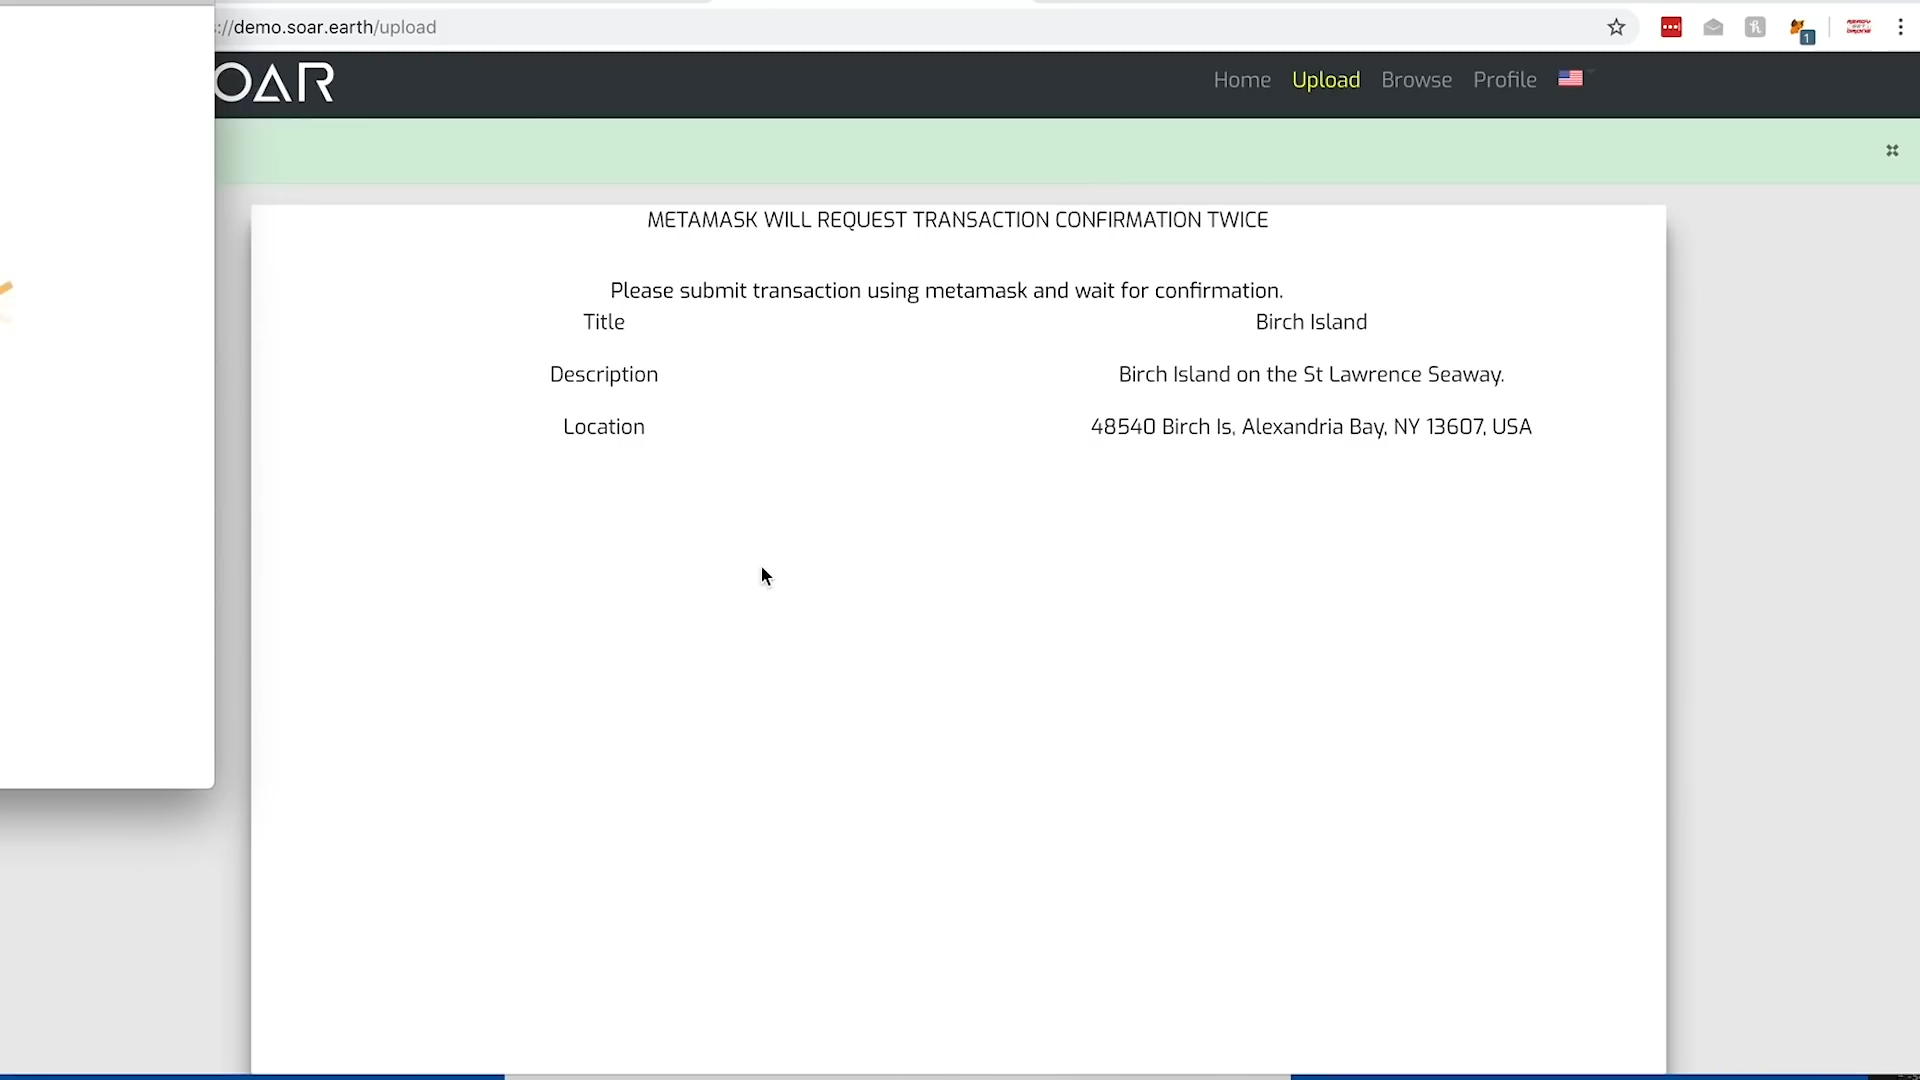 ://demo.soar.earth/upload
1
OAR
Home Upload Browse Profile
METAMASK WILL REQUEST TRANSACTION CONFIRMATION TWICE
Please submit transaction using metamask and wait for confirmation.
Title Birch Island
Description Birch Island on the St Lawrence Seaway.
Location 48540 Birch Is, Alexandria Bay, NY 13607, USA